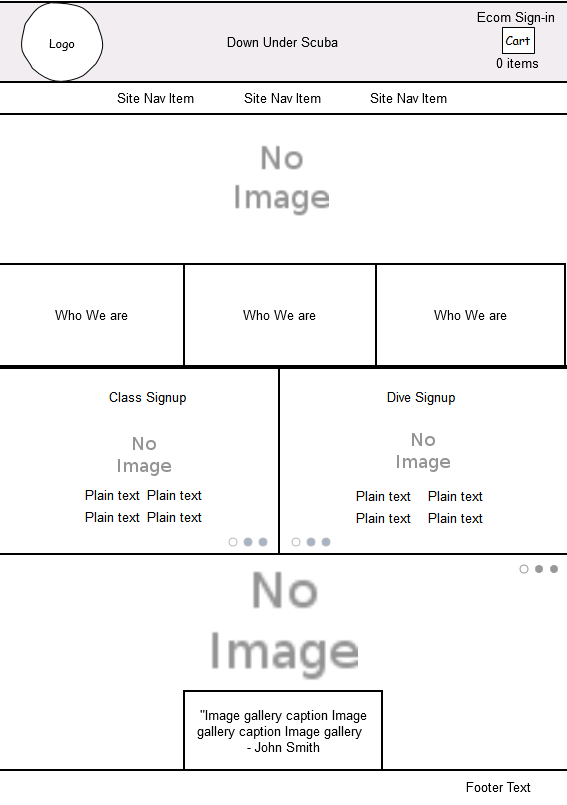 Ecom Sign-in
Logo
Down Under Scuba
Cart
0 items
Site Nav Item
Site Nav Item
Site Nav Item
No
Image
Who We are
Who We are
Who We are
Class Signup
No
Image
Plain text Plain text
Plain text Plain text
Dive Signup
No
Image
Plain text Plain text
Plain text Plain text
No
Image
"Image gallery caption Image
gallery caption Image gallery
- John Smith
Footer Text